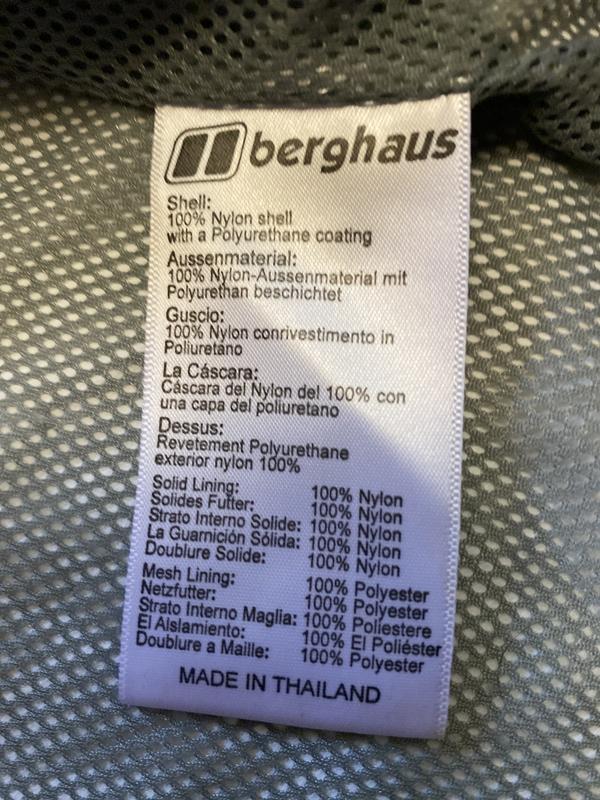 berghaus
Shell:
100% Nylon shell
with a Polyurethane coating
Aussenmaterial:
100% Nylon-Aussenmaterial mit
Polyurethan beschichtet
Guscio:
100% Nylon conrivestimento in
Poliuretano
La Cáscara:
Cáscara del Nylon del 100% con
una capa del poliuretano
Dessus:
Revetement Polyurethane
exterior nylon 100%
Solid Lining: 100% Nylon
Solides Futter: 100% Nylon
Strato Interno Solide: 100% Nylon
La Guarnición Sólida: 100% Nylon
Doublure Solide: 100% Nylon
Mesh Lining: 100% Polyester
Netzfutter: 100% Polyester
Strato Interno Maglia: 100% Poliestere
El Alslamiento: 100% El Poliéster
Doublure a Maille: 100% Polyester
MADE IN THAILAND